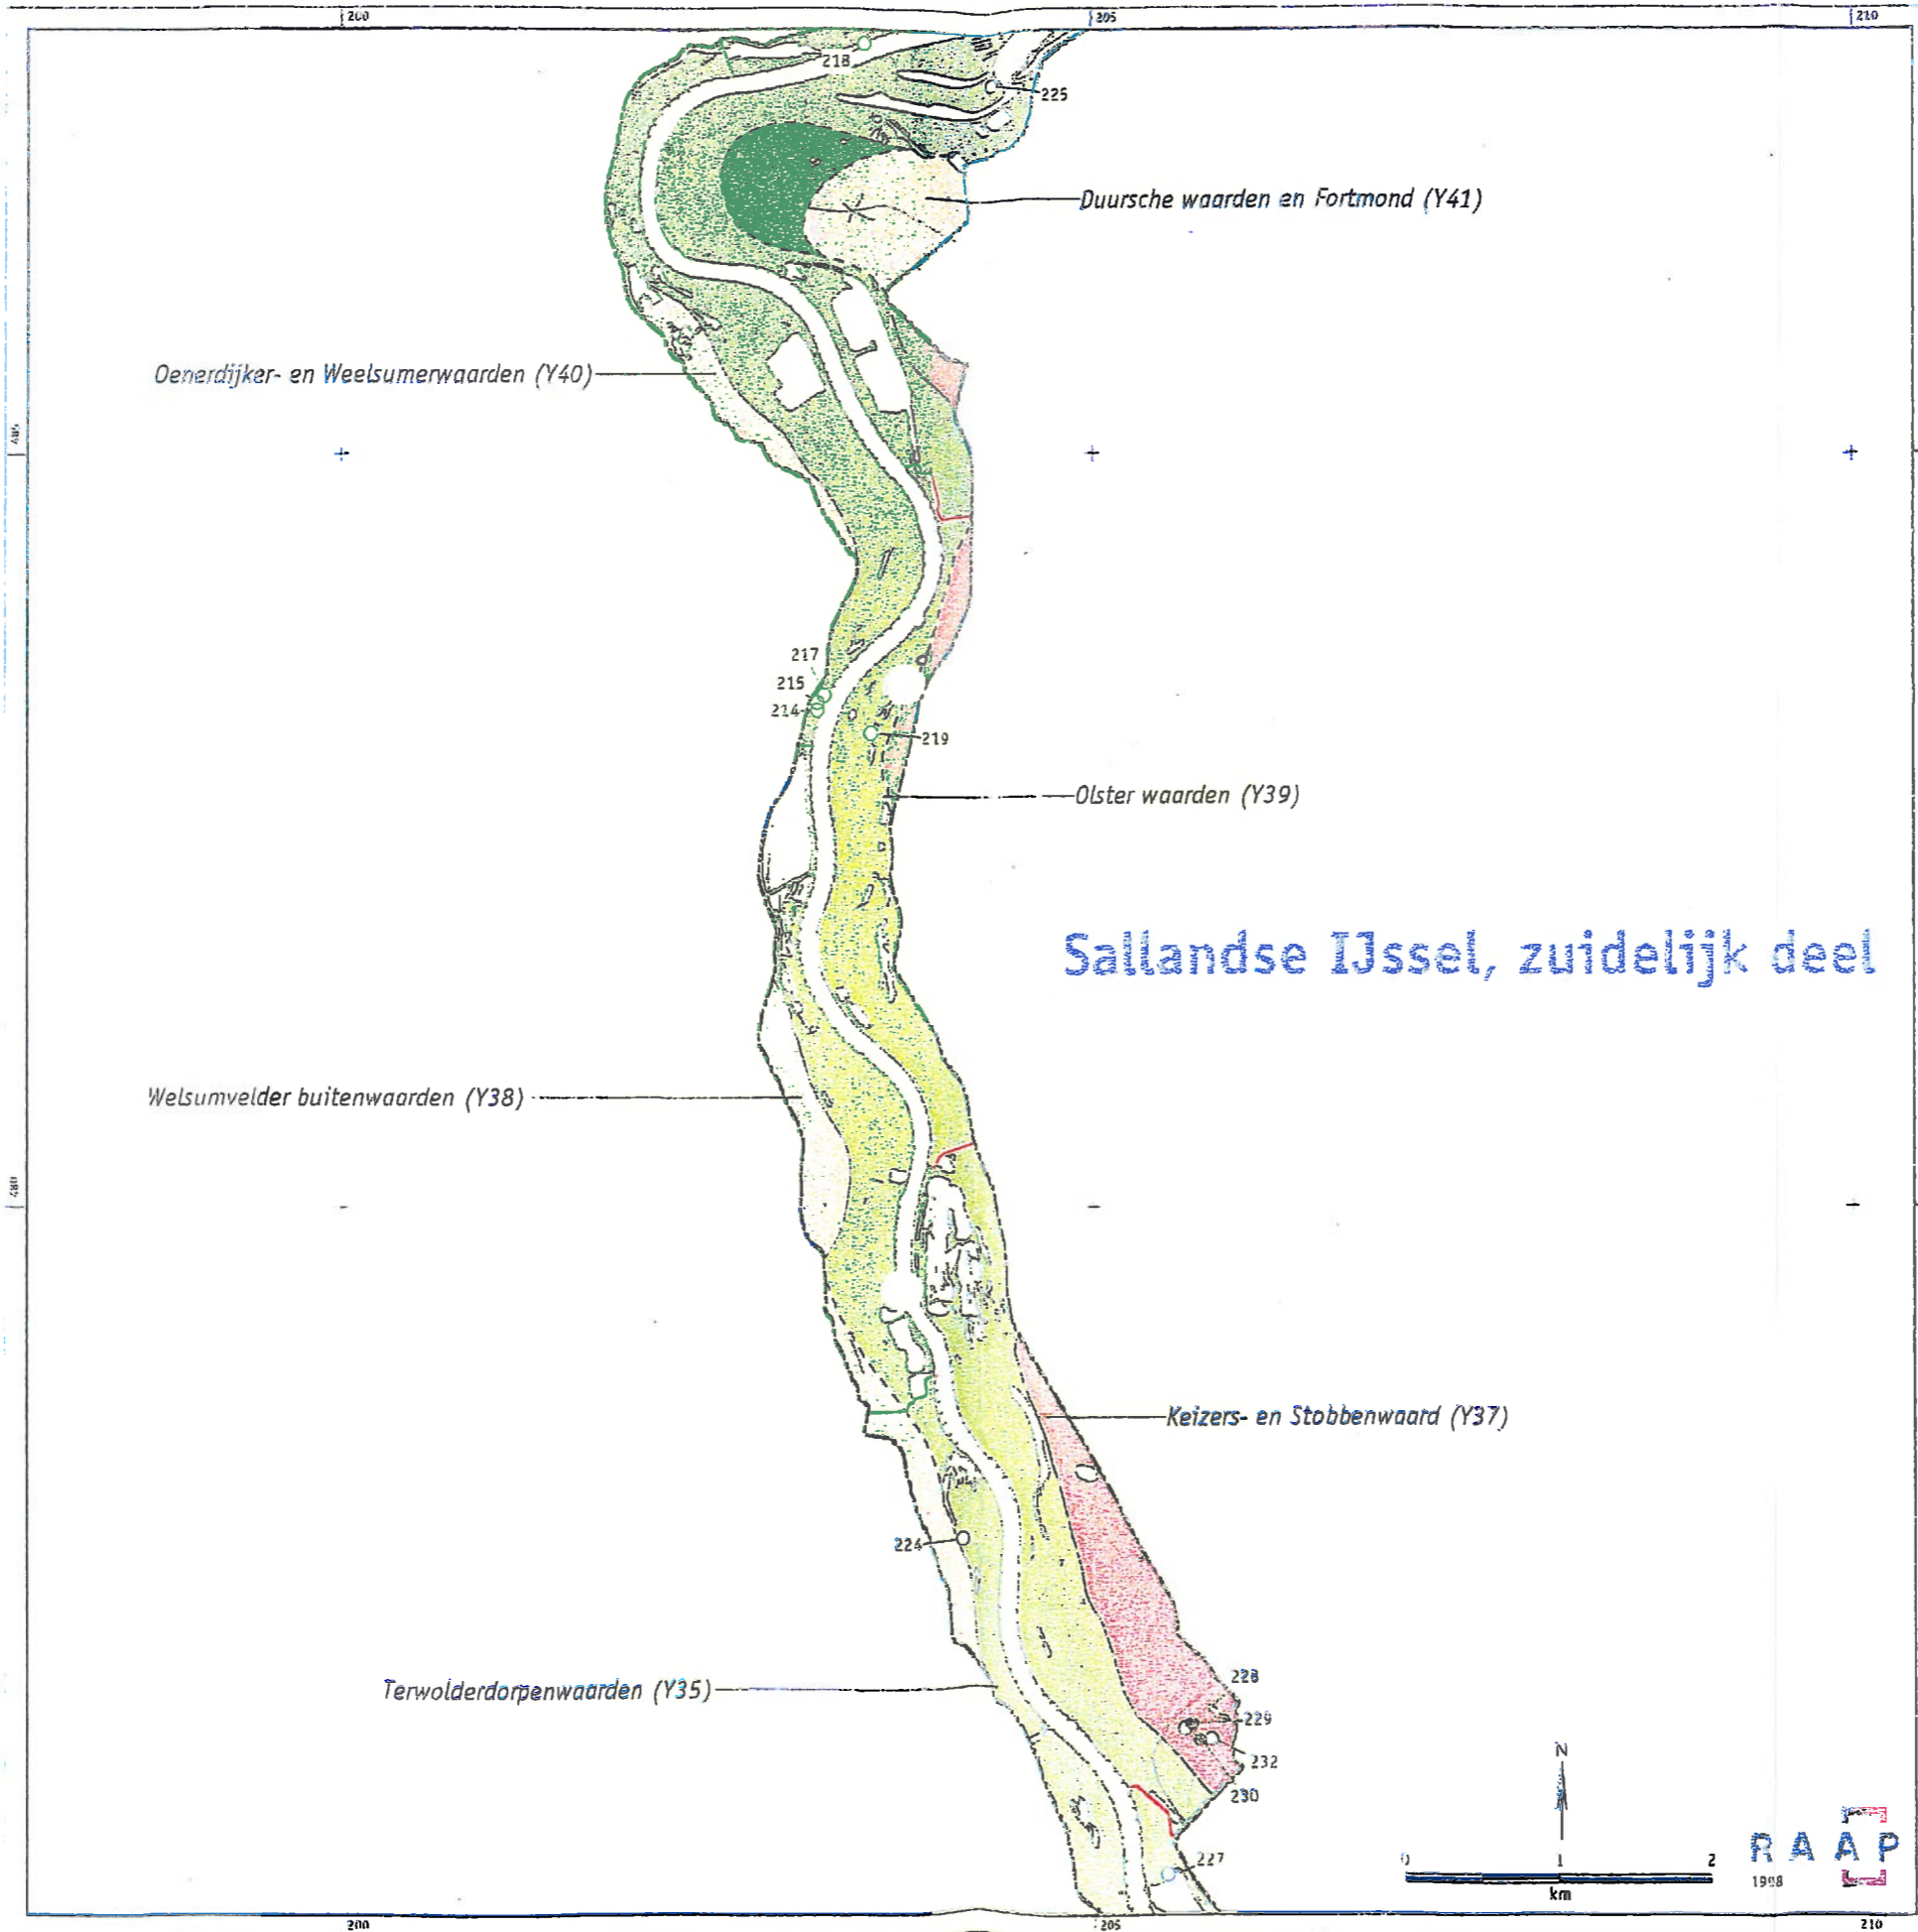 200 205 210
218
225
Duursche waarden en Fortmond (Y41)
Oenerdijker- en Weelsumerwaarden (Y40)
217
215
214
219
Olster waarden (Y39)
Sallandse IJssel, zuidelijk deel
Welsumvelder buitenwaarden (Y38)
480
Keizers- en Stobbenwaard (Y37)
224
228
Terwolderdorpenwaarden (Y35)
229
232
230
N
227
0 1 2
km
RAAP
1998
200 205 210